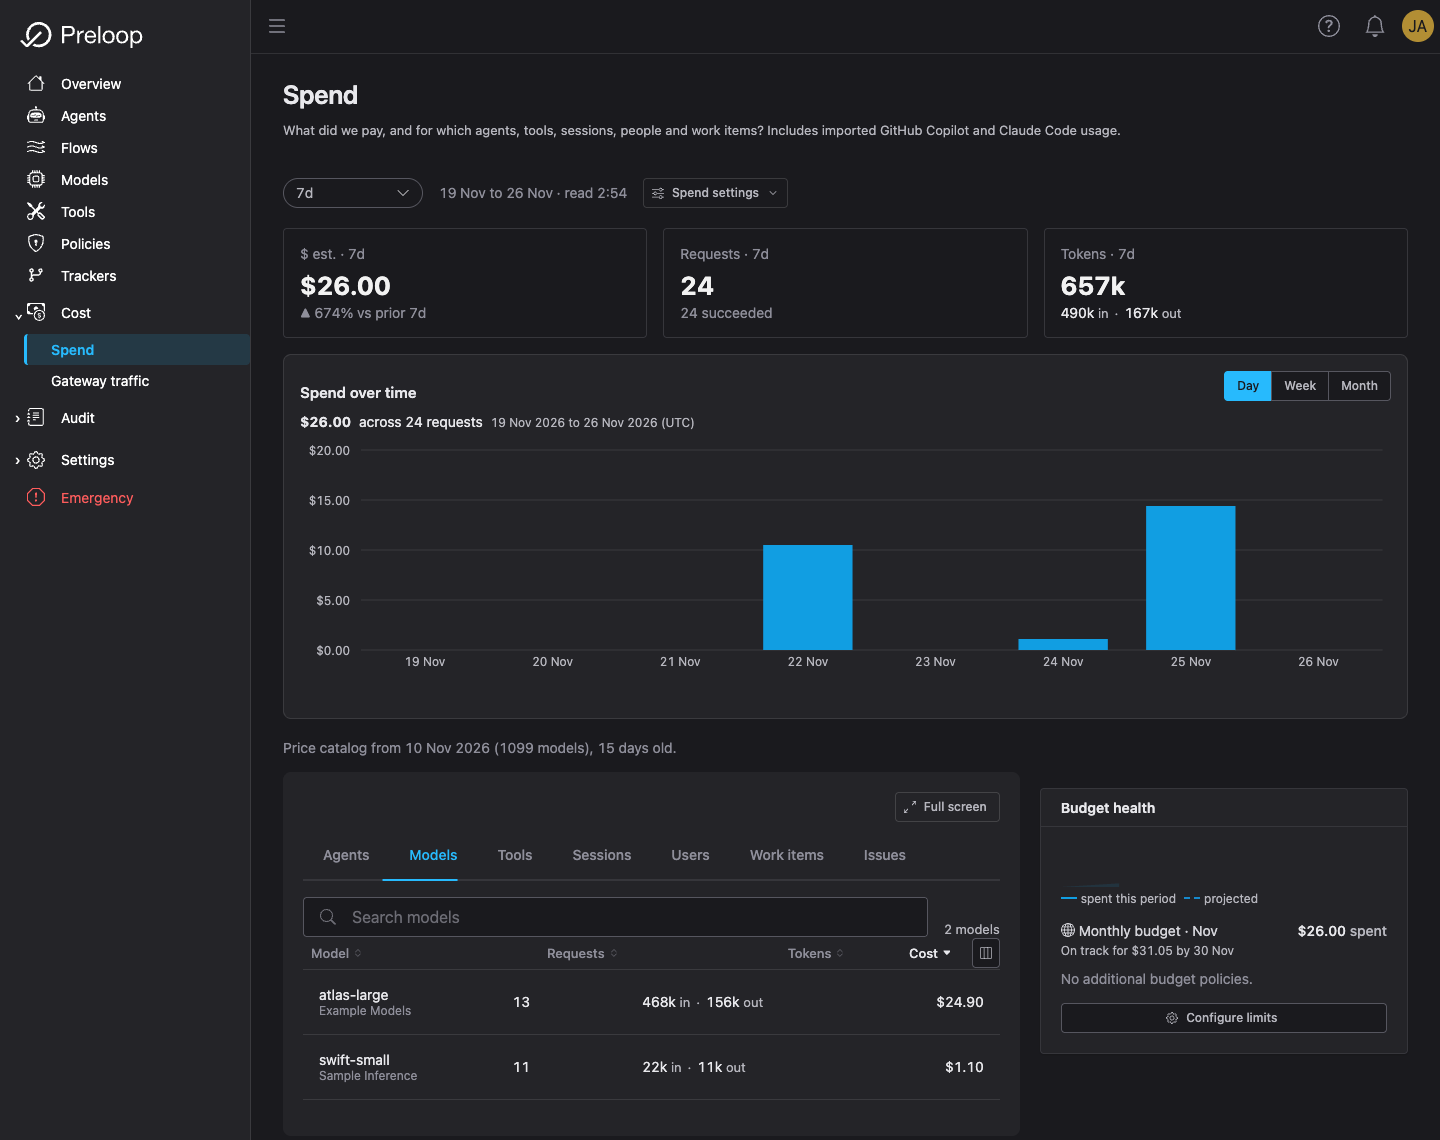 Preloop
Overview
Agents
Flows
Models
Tools
Policies
Trackers
Cost
Spend
Gateway traffic
Audit
Settings
Emergency
JA
Spend
What did we pay, and for which agents, tools, sessions, people and work items? Includes imported GitHub Copilot and Claude Code usage.
7d
19 Nov to 26 Nov · read 2:54
Spend settings
$ est. · 7d
$26.00
▲ 674% vs prior 7d
Requests · 7d
24
24 succeeded
Tokens · 7d
657k
490k in · 167k out
Spend over time
Day Week Month
$26.00 across 24 requests 19 Nov 2026 to 26 Nov 2026 (UTC)
$20.00
$15.00
$10.00
$5.00
$0.00
19 Nov 20 Nov 21 Nov 22 Nov 23 Nov 24 Nov 25 Nov 26 Nov
Price catalog from 10 Nov 2026 (1099 models), 15 days old.
Full screen
Agents Models Tools Sessions Users Work items Issues
Search models
2 models
Model Requests Tokens Cost
atlas-large 13 468k in · 156k out $24.90
Example Models
swift-small 11 22k in · 11k out $1.10
Sample Inference
Budget health
spent this period projected
Monthly budget · Nov $26.00 spent
On track for $31.05 by 30 Nov
No additional budget policies.
Configure limits